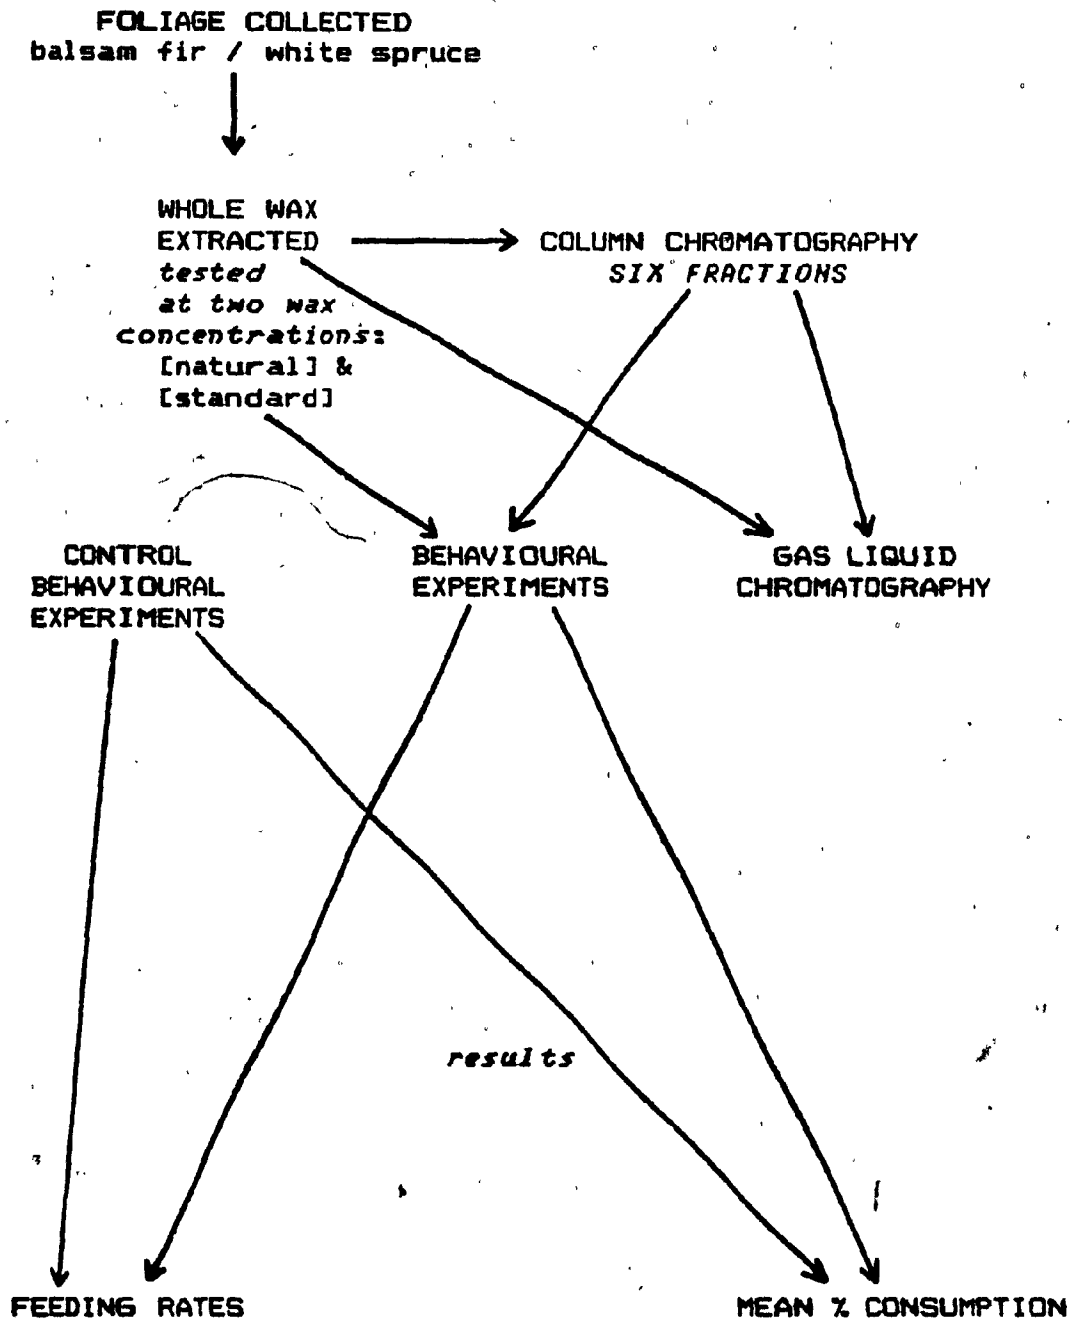 FOLIAGE COLLECTED
balsam fir / white spruce
WHOLE WAX
EXTRACTED
tested
at two wax
concentrations:
[natural] &
[standard]
COLUMN CHROMATOGRAPHY
SIX FRACTIONS
CONTROL
BEHAVIOURAL
EXPERIMENTS
BEHAVIOURAL
EXPERIMENTS
GAS LIQUID
CHROMATOGRAPHY
results
FEEDING RATES
MEAN % CONSUMPTION